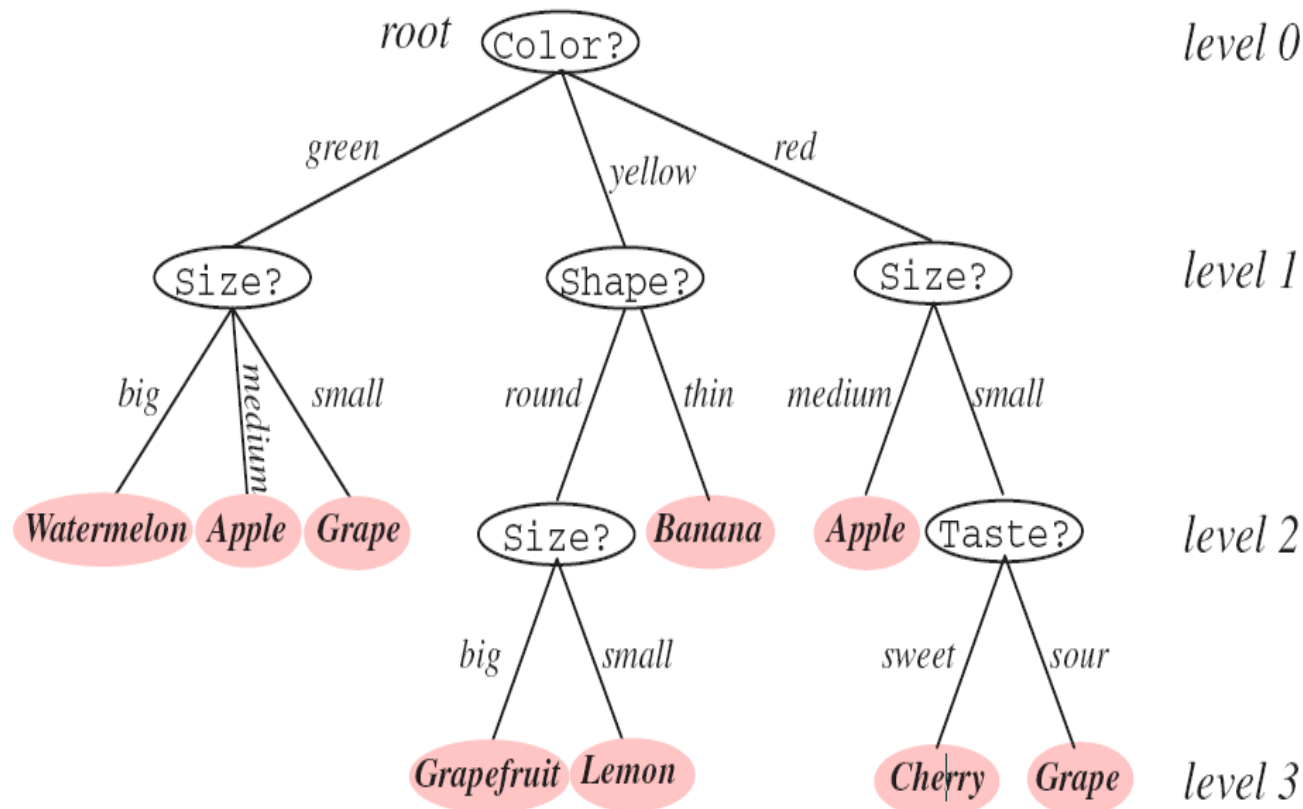 root Color? level 0
green yellow red
Size? Shape? Size? level 1
big medium small round thin medium small
Watermelon Apple Grape Size? Banana Apple Taste? level 2
big small sweet sour
Grapefruit Lemon Cherry Grape level 3